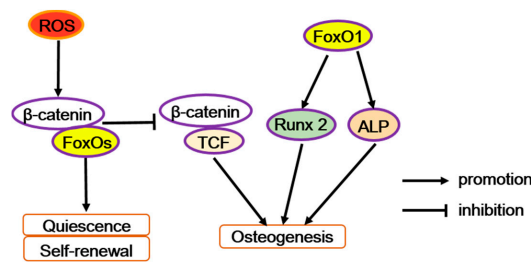 ROS
FoxO1
β-catenin
FoxOs
β-catenin
TCF
Runx 2
ALP
promotion
inhibition
Quiescence
Self-renewal
Osteogenesis